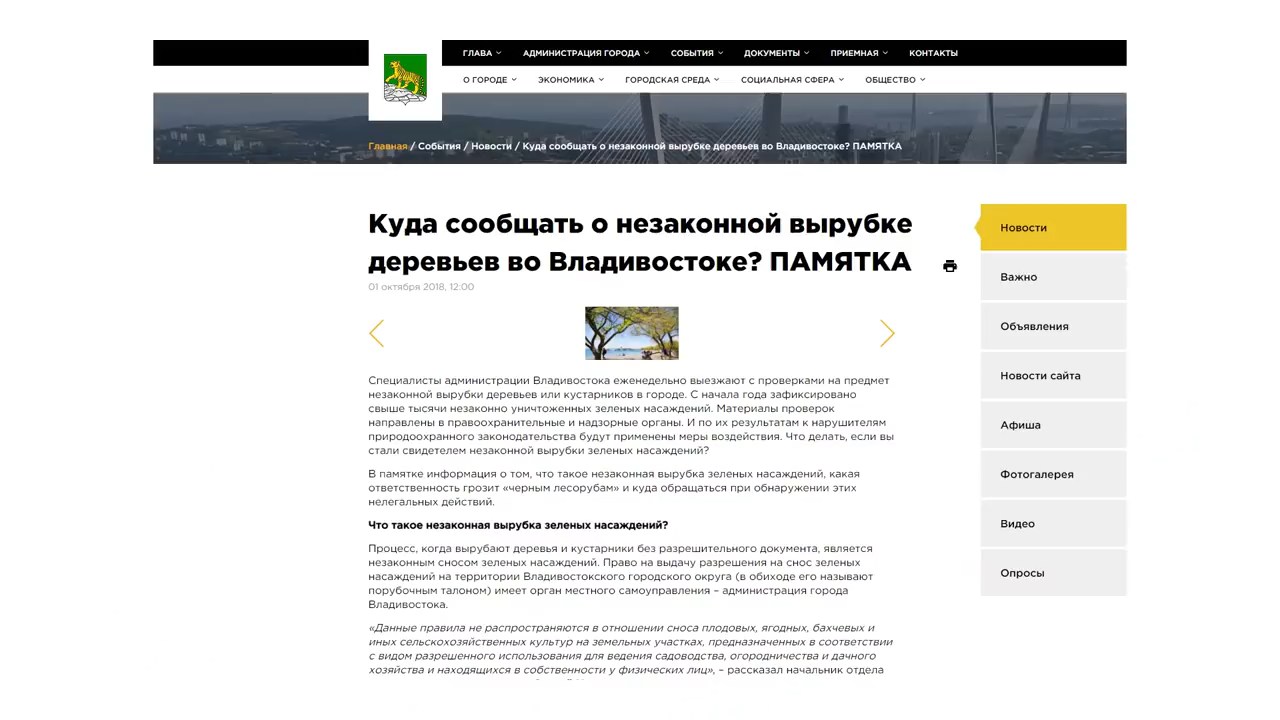 ГЛАВА АДМИНИСТРАЦИЯ ГОРОДА СОБЫТИЯ ДОКУМЕНТЫ ПРИЕМНАЯ КОНТАКТЫ
О ГОРОДЕ ЭКОНОМИКА ГОРОДСКАЯ СРЕДА СОЦИАЛЬНАЯ СФЕРА ОБЩЕСТВО
Главная / События / Новости / Куда сообщать о незаконной вырубке деревьев во Владивостоке? ПАМЯТКА
Куда сообщать о незаконной вырубке
деревьев во Владивостоке? ПАМЯТКА
01 октября 2018, 12:00
Специалисты администрации Владивостока еженедельно выезжают с проверками на предмет
незаконной вырубки деревьев или кустарников в городе. С начала года зафиксировано
свыше тысячи незаконно уничтоженных зеленых насаждений. Материалы проверок
направлены в правоохранительные и надзорные органы. И по их результатам к нарушителям
природоохранного законодательства будут применены меры воздействия. Что делать, если вы
стали свидетелем незаконной вырубки зеленых насаждений?
В памятке информация о том, что такое незаконная вырубка зеленых насаждений, какая
ответственность грозит «черным лесорубам» и куда обращаться при обнаружении этих
нелегальных действий.
Что такое незаконная вырубка зеленых насаждений?
Процесс, когда вырубают деревья и кустарники без разрешительного документа, является
незаконным сносом зеленых насаждений. Право на выдачу разрешения на снос зеленых
насаждений на территории Владивостокского городского округа (в обиходе его называют
порубочным талоном) имеет орган местного самоуправления – администрация города
Владивостока.
«Данные правила не распространяются в отношении сноса плодовых, ягодных, бахчевых и
иных сельскохозяйственных культур на земельных участках, предназначенных в соответствии
с видом разрешенного использования для ведения садоводства, огородничества и дачного
хозяйства и находящихся в собственности у физических лиц», – рассказал начальник отдела
Новости
Важно
Объявления
Новости сайта
Афиша
Фотогалерея
Видео
Опросы